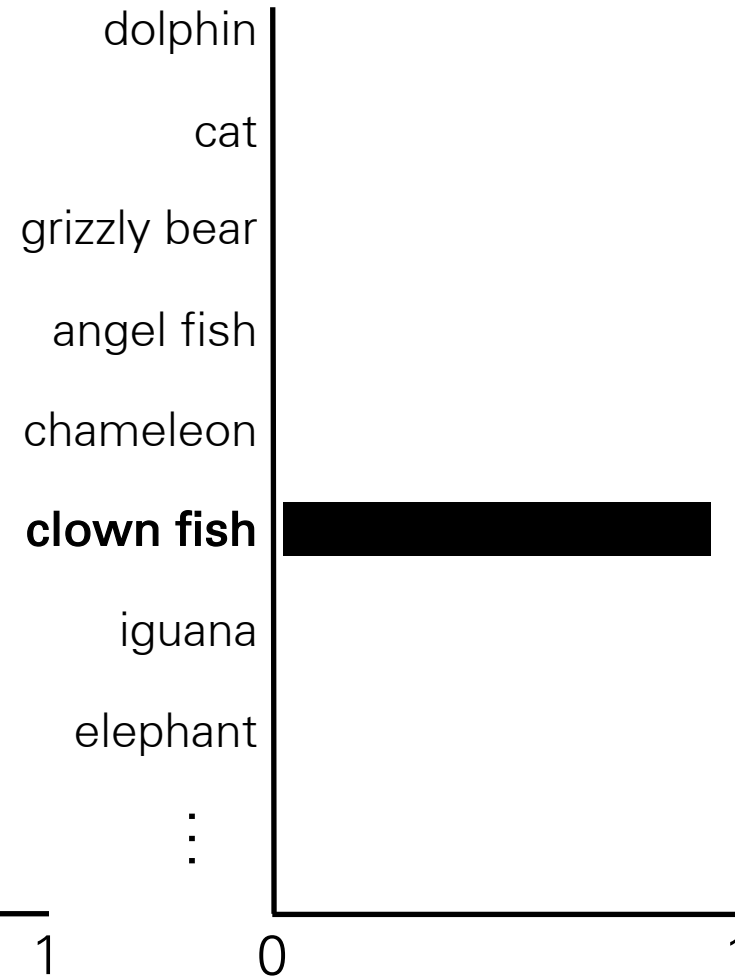 dolphin
cat
grizzly bear
angel fish
chameleon
clown fish
iguana
elephant
⋮
1 0